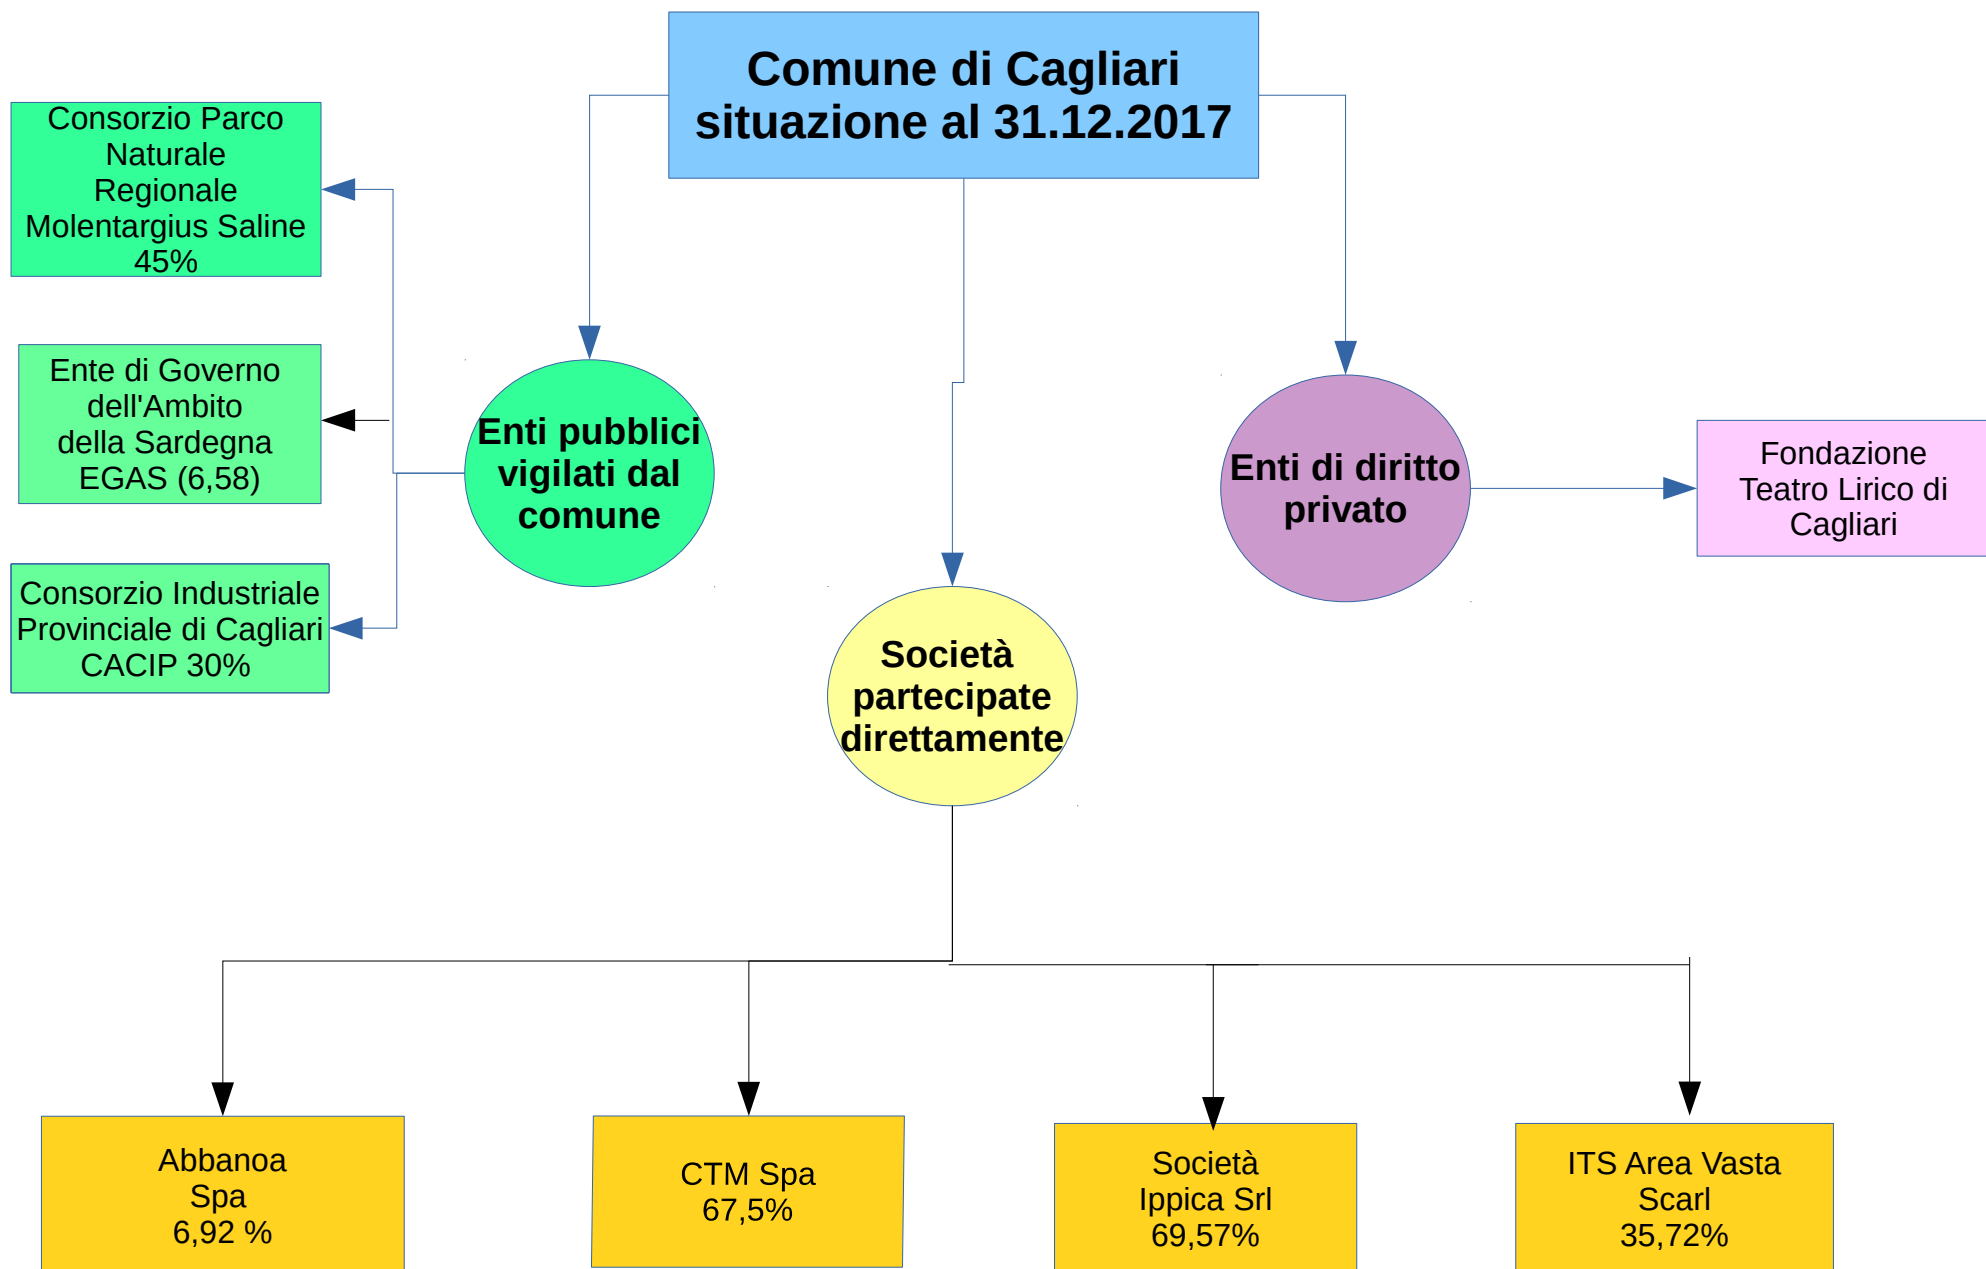 Comune di Cagliari
situazione al 31.12.2017
Consorzio Parco
Naturale
Regionale
Molentargius Saline
45%
Ente di Governo
dell'Ambito
della Sardegna
EGAS (6,58)
Consorzio Industriale
Provinciale di Cagliari
CACIP 30%
Enti pubblici
vigilati dal
comune
Società
partecipate
direttamente
Enti di diritto
privato
Fondazione
Teatro Lirico di
Cagliari
Abbanoa
Spa
6,92 %
CTM Spa
67,5%
Società
Ippica Srl
69,57%
ITS Area Vasta
Scarl
35,72%